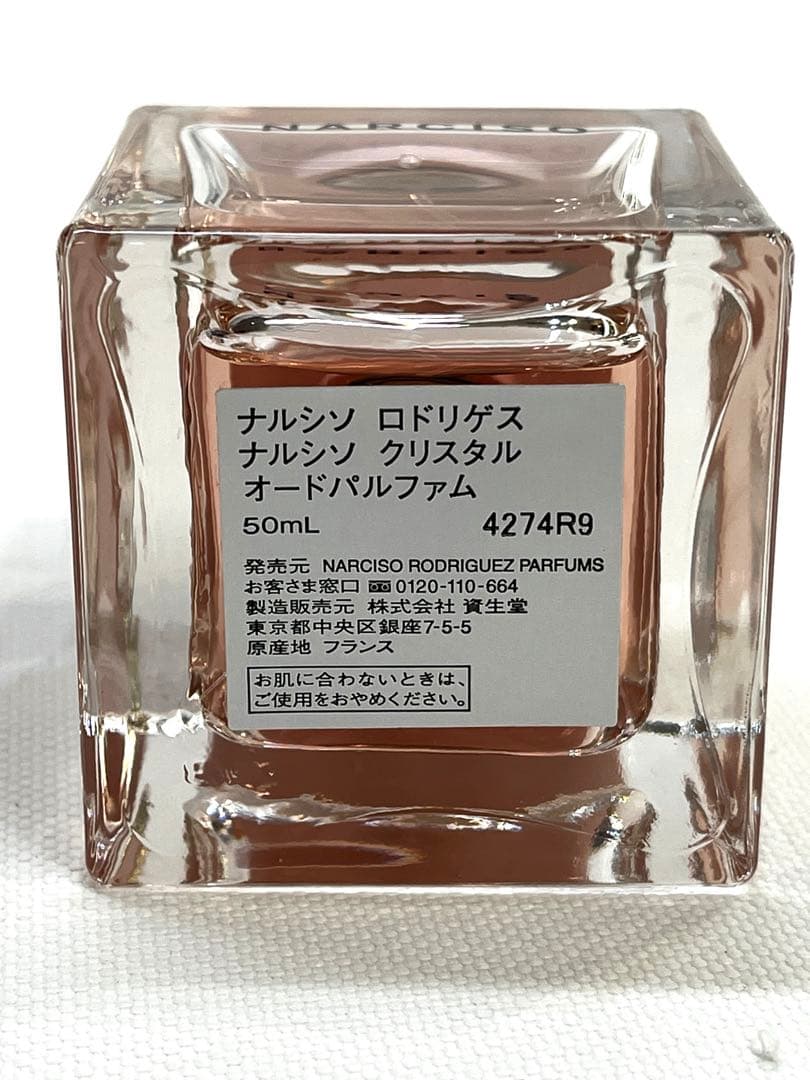 NARCISO
ナルシソ ロドリゲス
ナルシソ クリスタル
オードパルファム
50mL 4274R9
発売元 NARCISO RODRIGUEZ PARFUMS
お客さま窓口 0120-110-664
製造販売元 株式会社 資生堂
東京都中央区銀座7-5-5
原産地 フランス
お肌に合わないときは、
ご使用をおやめください。